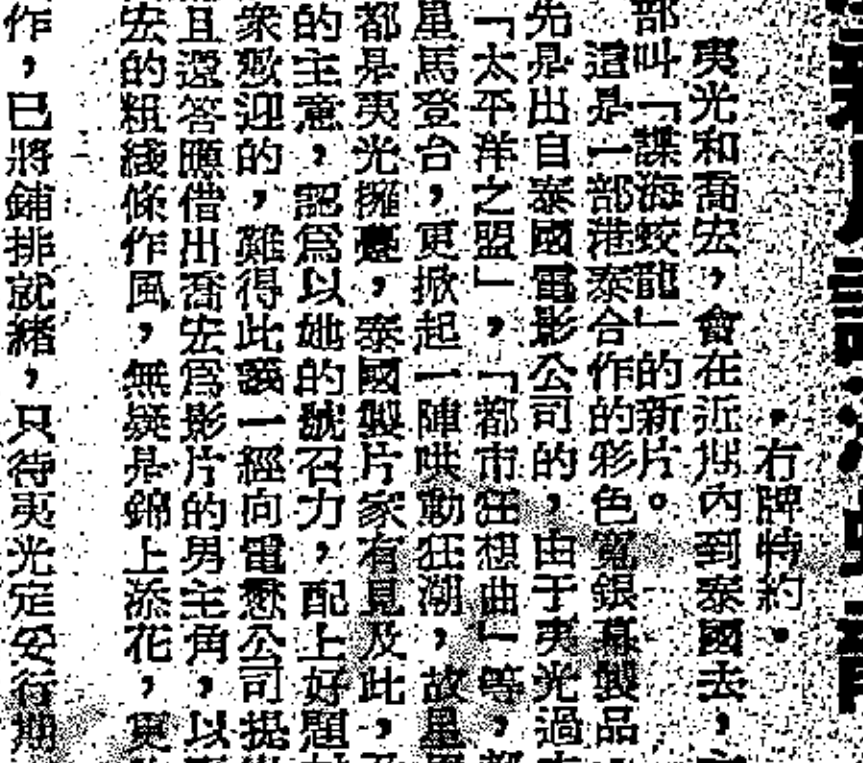 ，右牌特約。
夷光和喬宏，會在近期內到泰國去，
部叫「諜海蛟龍」的新片。
這是一部港泰合作的彩色寬銀幕製品
先是出自泰國電影公司的，由于夷光過
「太平洋之盟」，「都市狂想曲」等，都
星馬登台，更掀起一陣哄動狂潮，故星
都是夷光擁躉，泰國製片家有見及此，
的主意，認爲以她的號召力，配上好題
衆歡迎的，難得此議一經向電懋公司提
且還答應借出喬宏爲影片的男主角，以
宏的粗綫條作風，無疑是錦上添花，更
作，已將鋪排就緒，只待夷光定妥行期